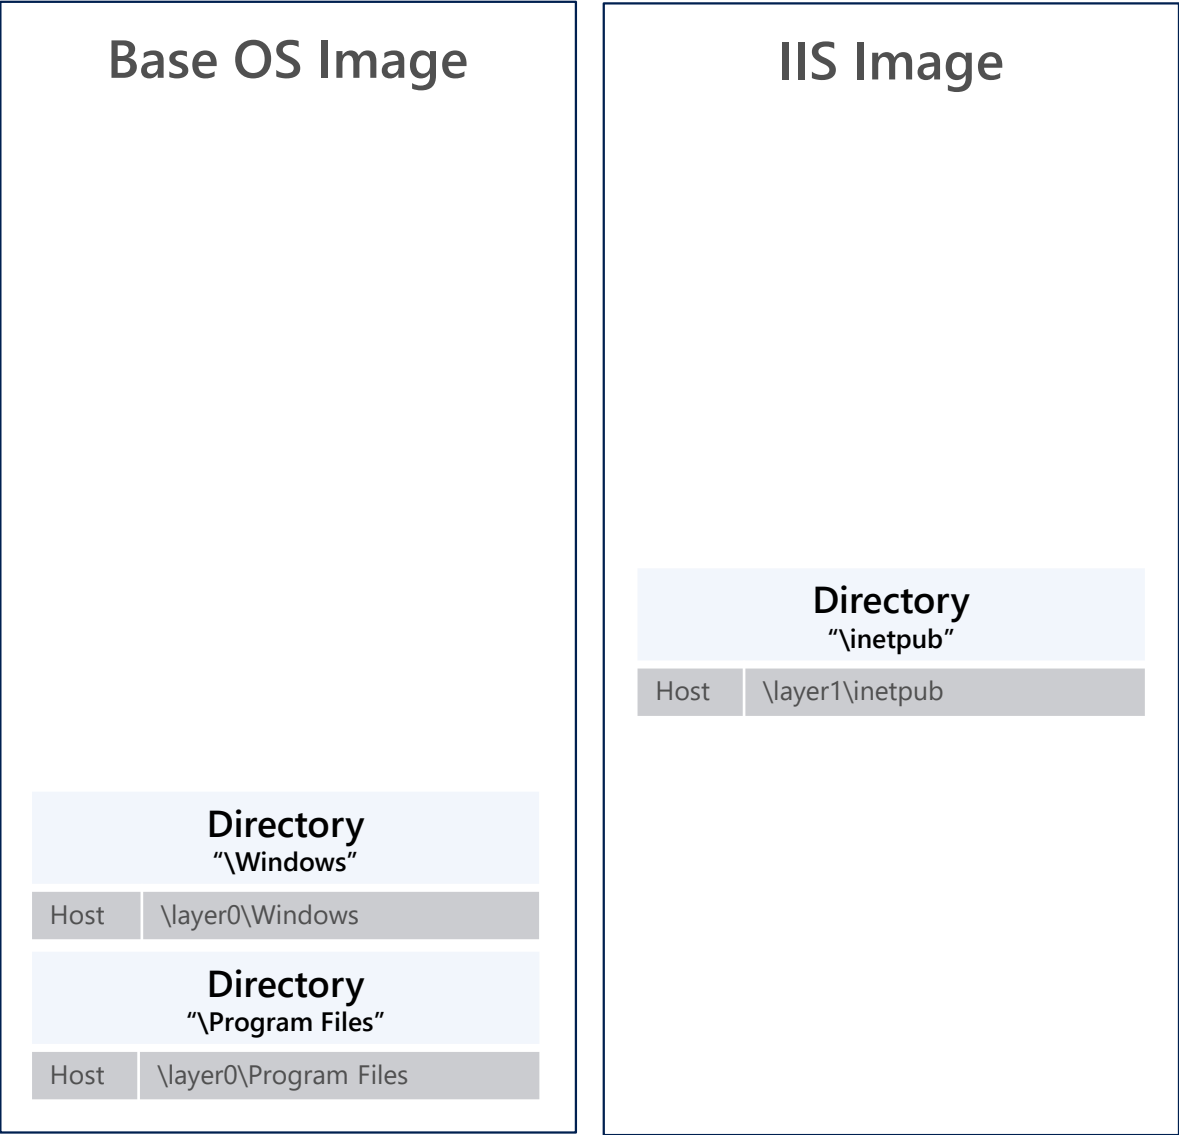 Base OS Image
Directory
“\Windows”
Host \layer0\Windows
Directory
“\Program Files”
Host \layer0\Program Files
IIS Image
Directory
“\inetpub”
Host \layer1\inetpub